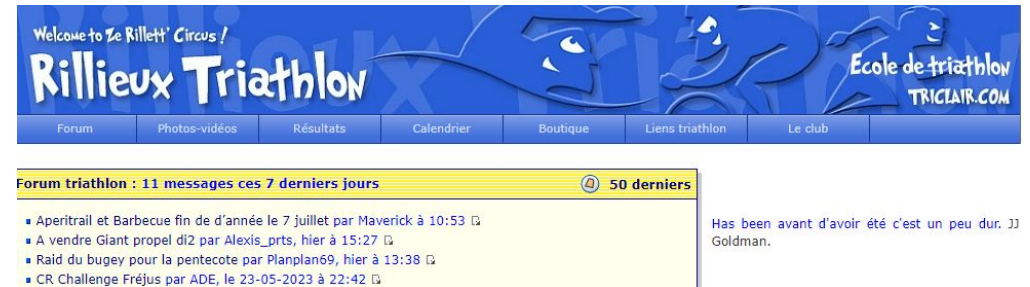 Welcome to Ze Rillett' Circus !
Rillieux Triathlon
Ecole de triathlon
TRICLAIR.COM
Forum Photos-vidéos Résultats Calendrier Boutique Liens triathlon Le club
Forum triathlon : 11 messages ces 7 derniers jours 50 derniers
Aperitrail et Barbecue fin de d'année le 7 juillet par Maverick à 10:53
A vendre Giant propel di2 par Alexis_prts, hier à 15:27
Raid du bugey pour la pentecote par Planplan69, hier à 13:38
CR Challenge Fréjus par ADE, le 23-05-2023 à 22:42
Has been avant d'avoir été c'est un peu dur. JJ
Goldman.